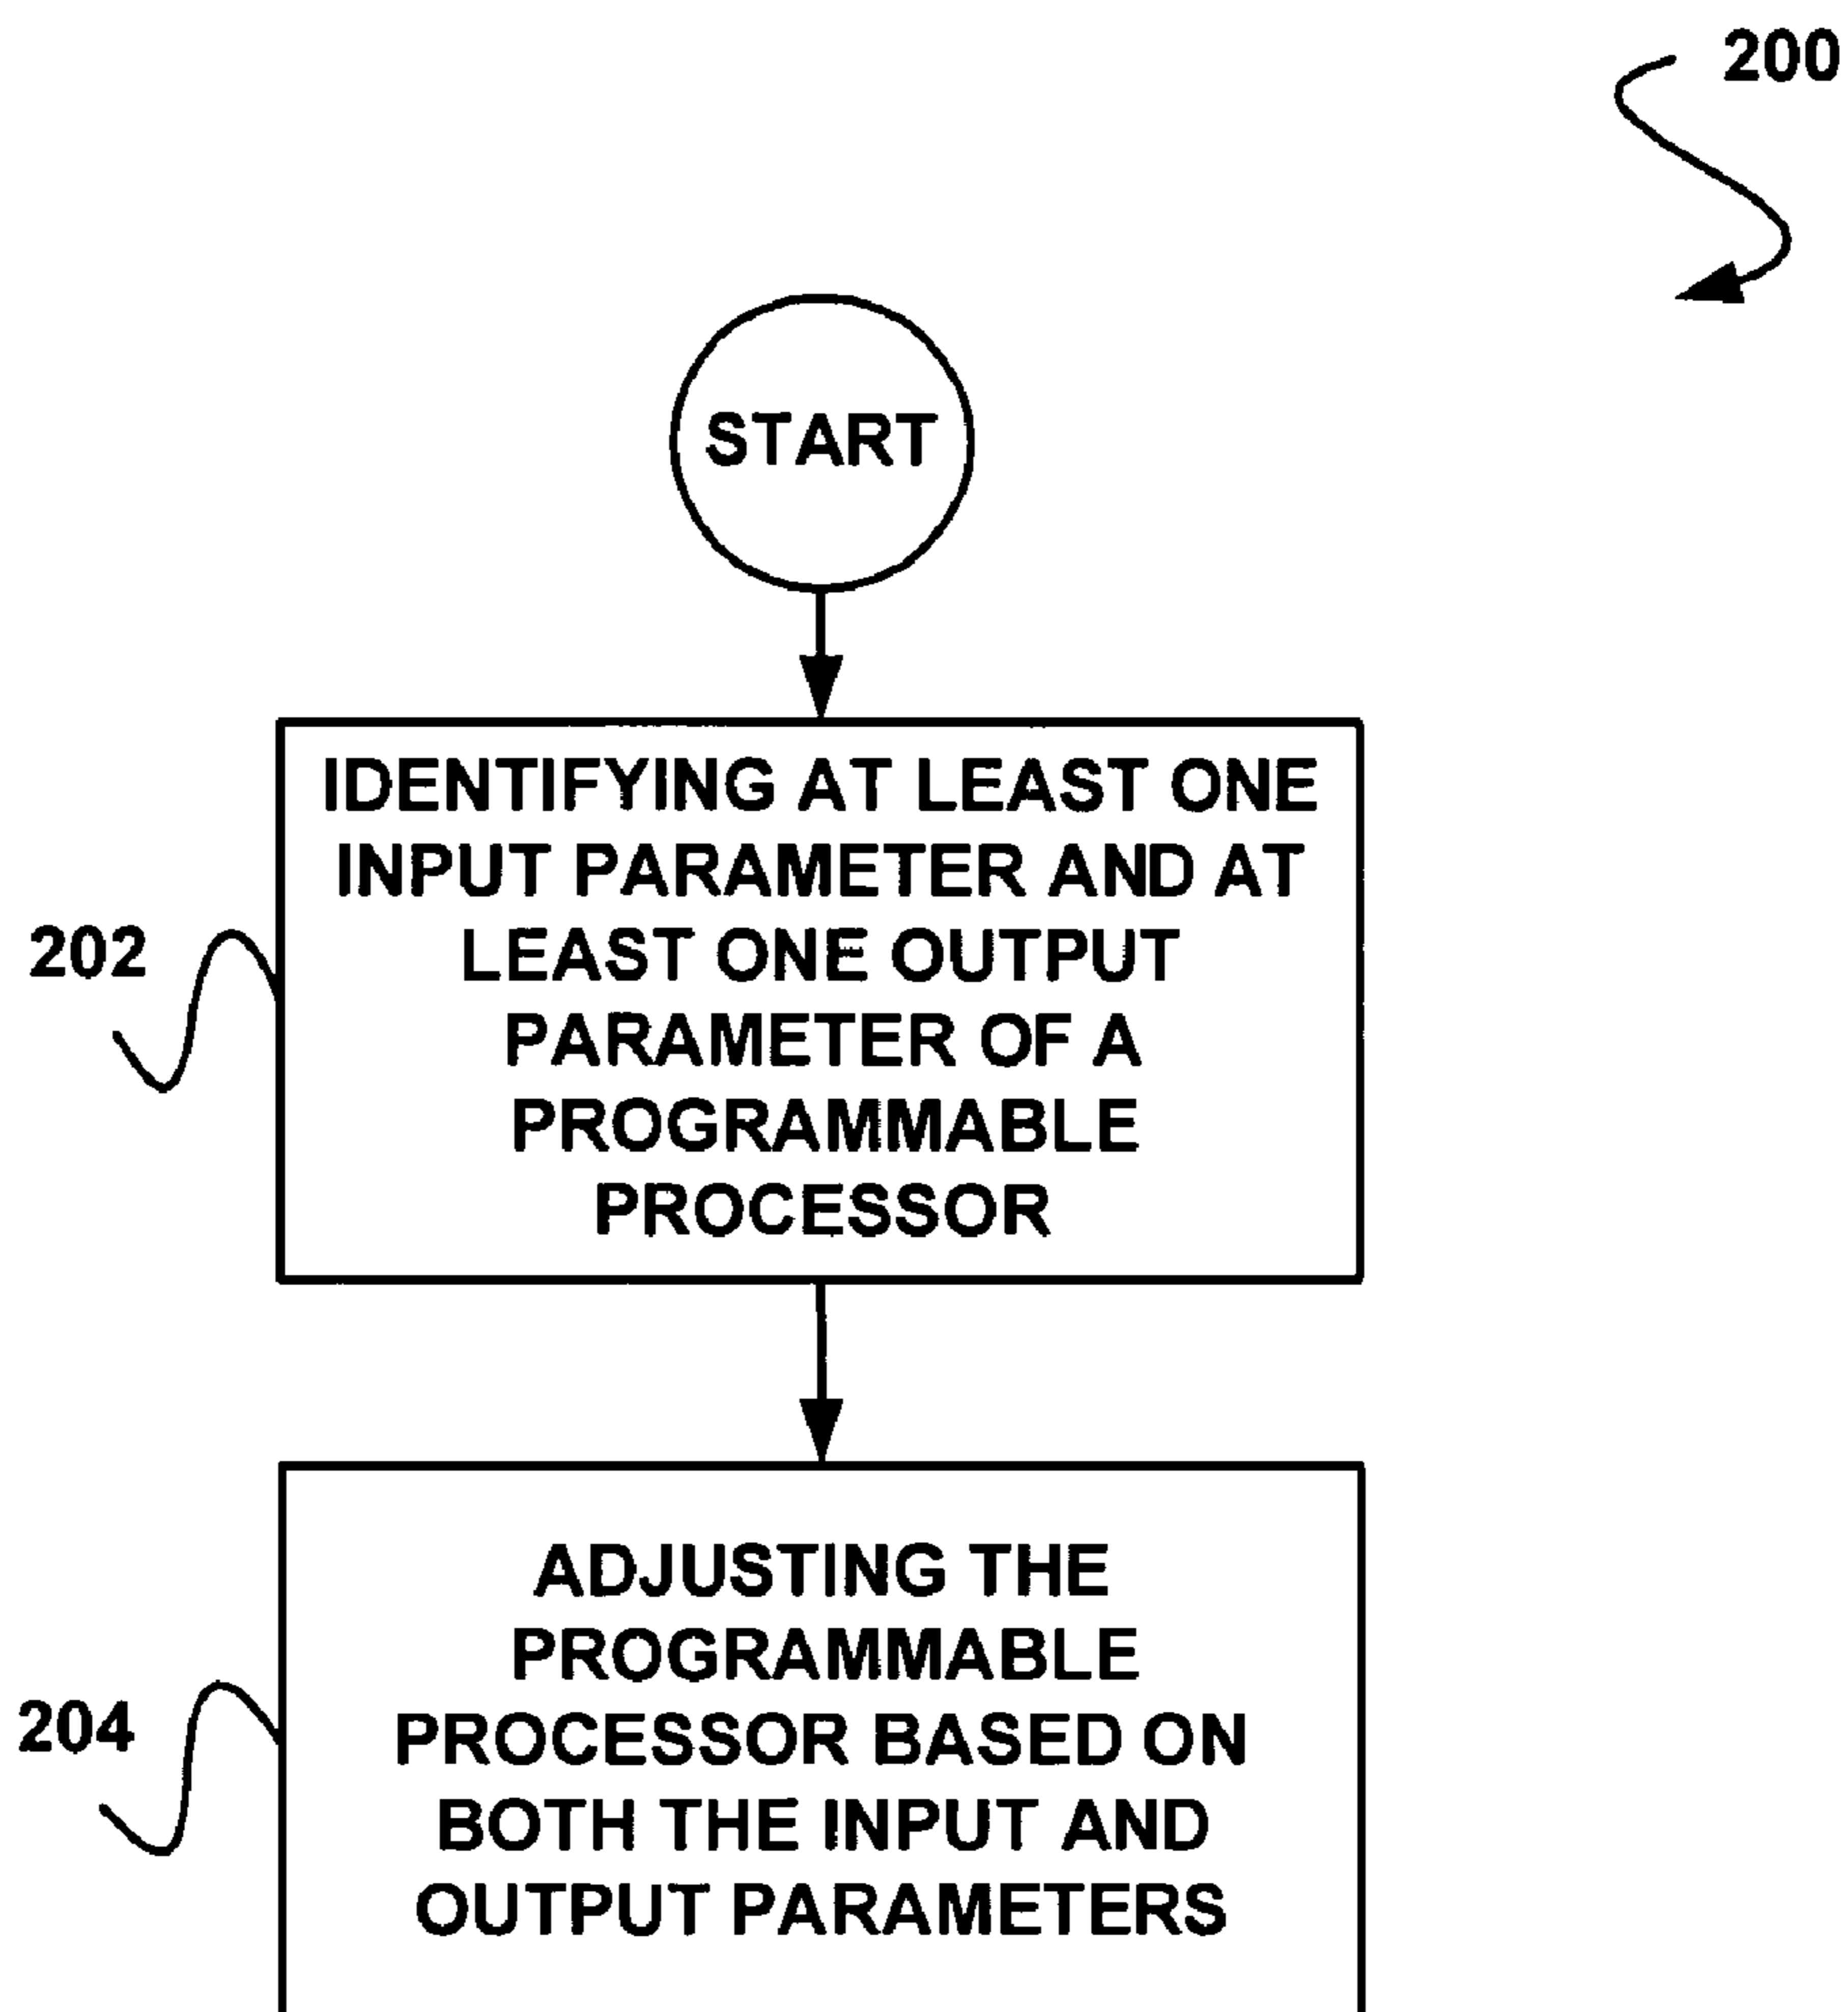 200
START
IDENTIFYING AT LEAST ONE
INPUT PARAMETER AND AT
LEAST ONE OUTPUT
PARAMETER OF A
PROGRAMMABLE
PROCESSOR
202
ADJUSTING THE
PROGRAMMABLE
PROCESSOR BASED ON
BOTH THE INPUT AND
OUTPUT PARAMETERS
204